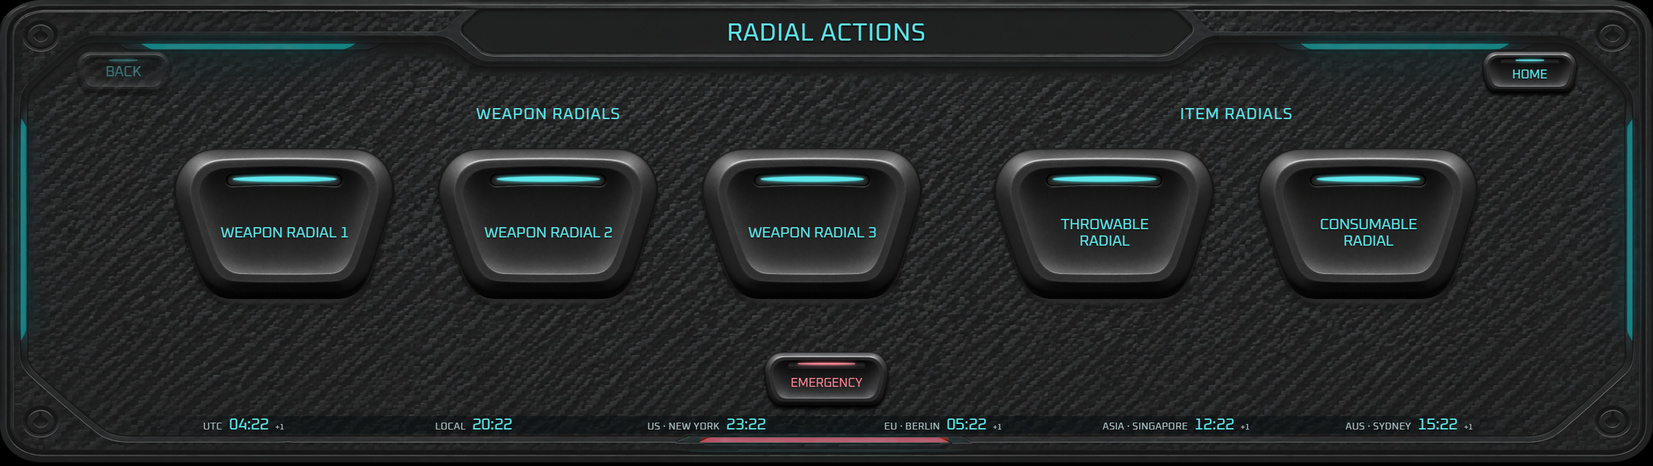 RADIAL ACTIONS
BACK
HOME
WEAPON RADIALS
ITEM RADIALS
WEAPON RADIAL 1
WEAPON RADIAL 2
WEAPON RADIAL 3
THROWABLE
RADIAL
CONSUMABLE
RADIAL
EMERGENCY
UTC 04:22 +1
LOCAL 20:22
US · NEW YORK 23:22
EU · BERLIN 05:22 +1
ASIA · SINGAPORE 12:22 +1
AUS · SYDNEY 15:22 +1